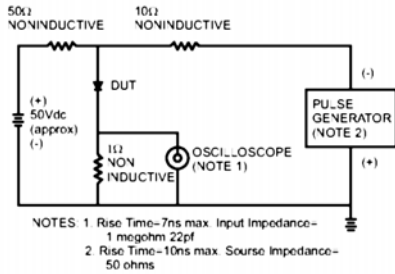 50Ω
NONINDUCTIVE
10Ω
NONINDUCTIVE
(+)
50Vdc
(approx)
(-)
DUT
1Ω
NON
INDUCTIVE
OSCILLOSCOPE
(NOTE 1)
(-)
PULSE
GENERATOR
(NOTE 2)
(+)
NOTES: 1. Rise Time=7ns max. Input Impedance=
1 megohm 22pf
2. Rise Time=10ns max. Sourse Impedance=
50 ohms